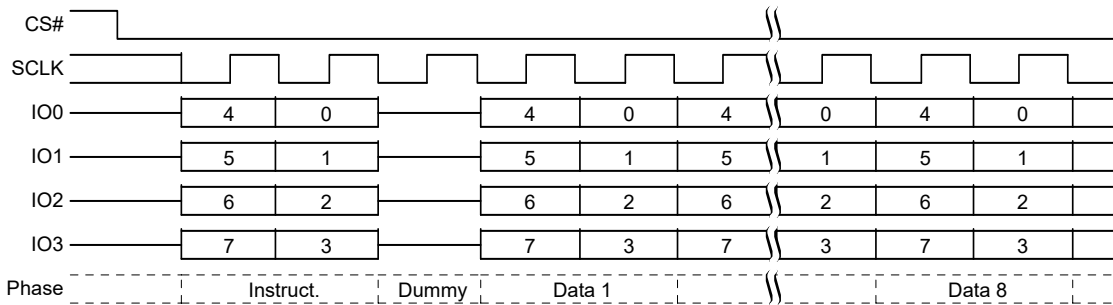 CS#
SCLK
IO0 4 0 4 0 4 0 4 0
IO1 5 1 5 1 5 1 5 1
IO2 6 2 6 2 6 2 6 2
IO3 7 3 7 3 7 3 7 3
Phase Instruct. Dummy Data 1 Data 8